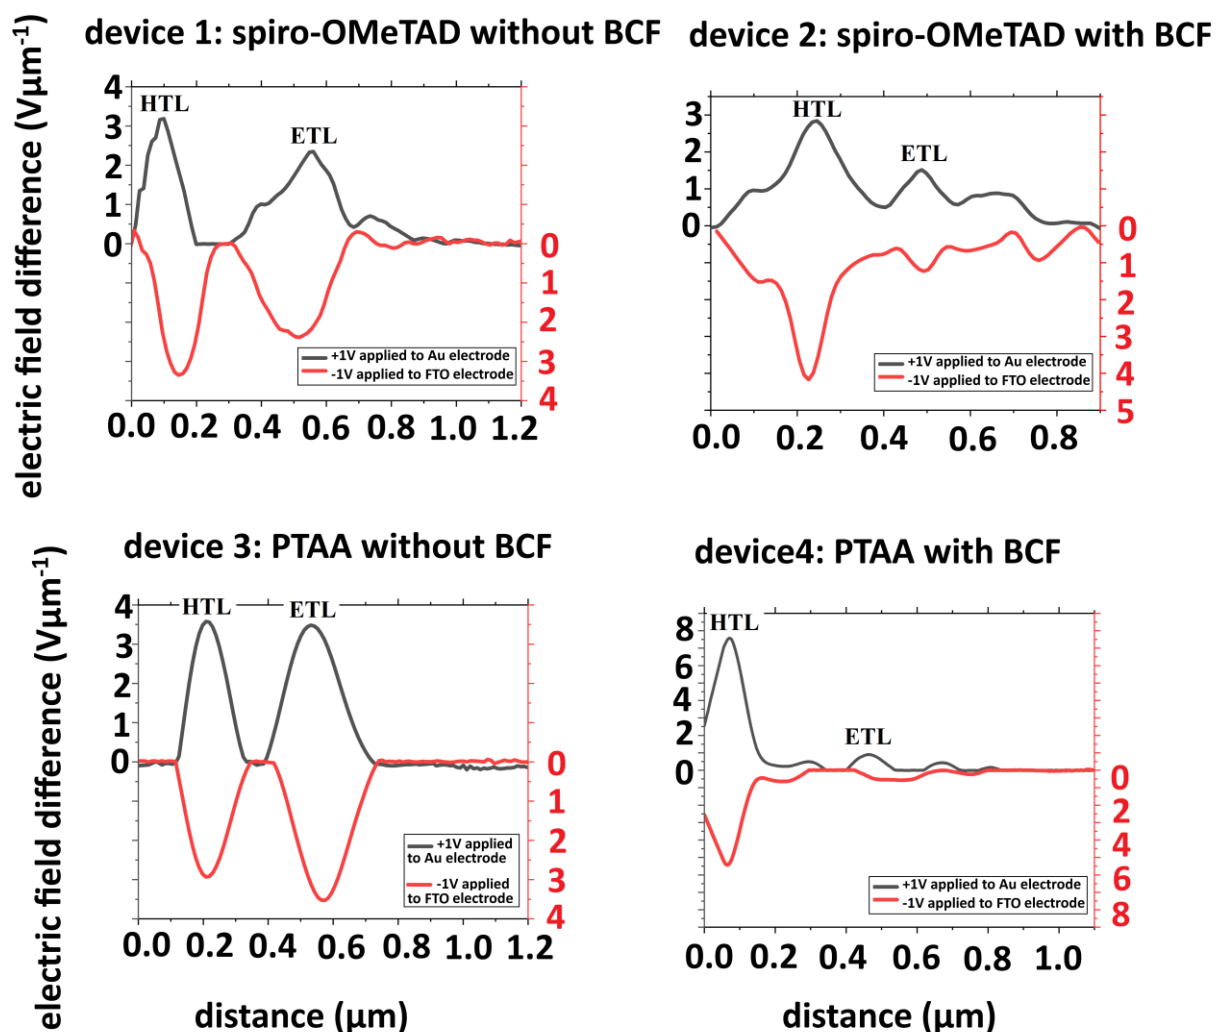 device 1: spiro-OMeTAD without BCF
electric field difference (Vµm-1)
4
3
2
1
0
HTL
ETL
0
1
2
3
4
+1V applied to Au electrode
-1V applied to FTO electrode
0.0 0.2 0.4 0.6 0.8 1.0 1.2
device 2: spiro-OMeTAD with BCF
3
2
1
0
HTL
ETL
0
1
2
3
4
5
+1V applied to Au electrode
-1V applied to FTO electrode
0.0 0.2 0.4 0.6 0.8
device 3: PTAA without BCF
electric field difference (Vµm-1)
4
3
2
1
0
HTL
ETL
0
1
2
3
4
+1V applied
to Au electrode
-1V applied
to FTO electrode
0.0 0.2 0.4 0.6 0.8 1.0 1.2
distance (µm)
device4: PTAA with BCF
8
6
4
2
0
HTL
ETL
0
2
4
6
8
+1V applied to Au electrode
-1V applied to FTO electrode
0.0 0.2 0.4 0.6 0.8 1.0
distance (µm)